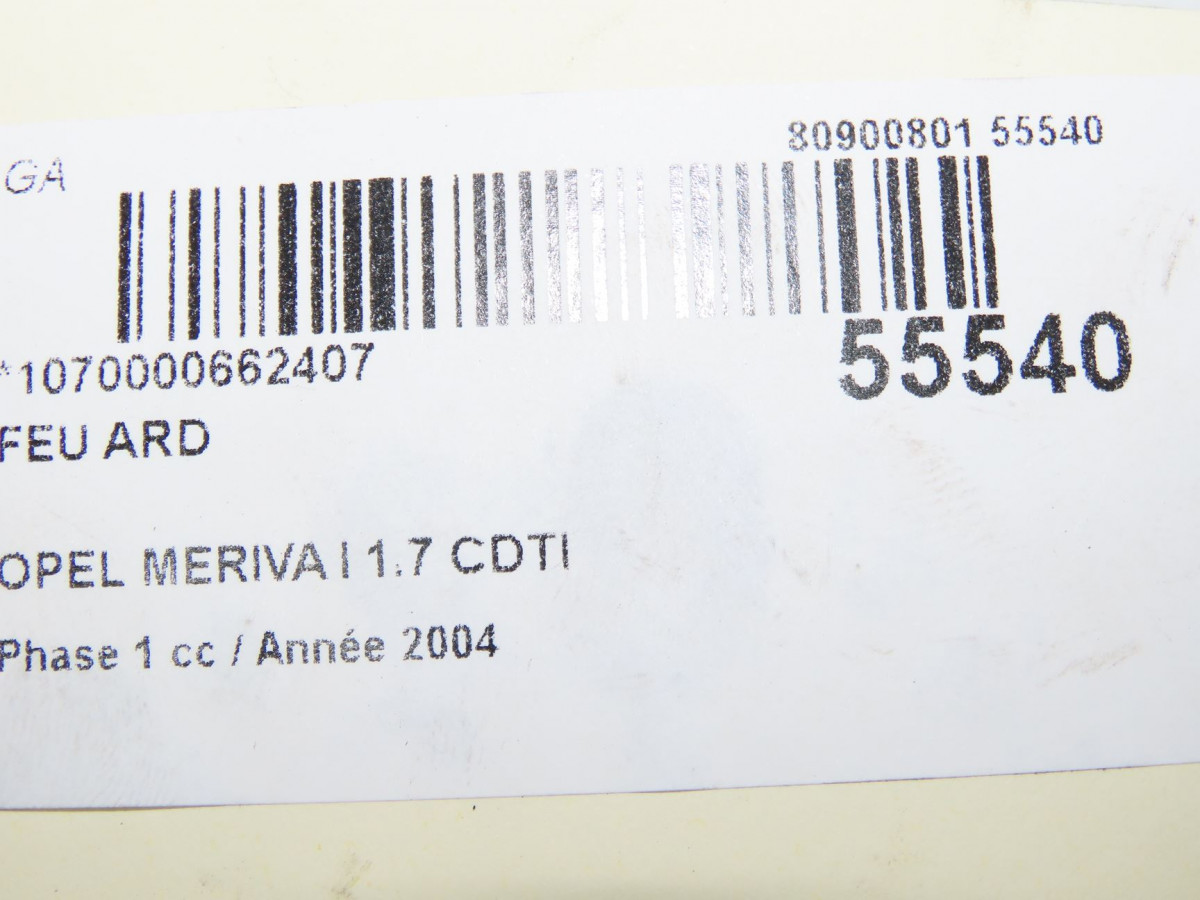 80900801 55540
GA
*1070000662407
55540
FEU ARD
OPEL MERIVA I 1.7 CDTI
Phase 1 cc / Année 2004